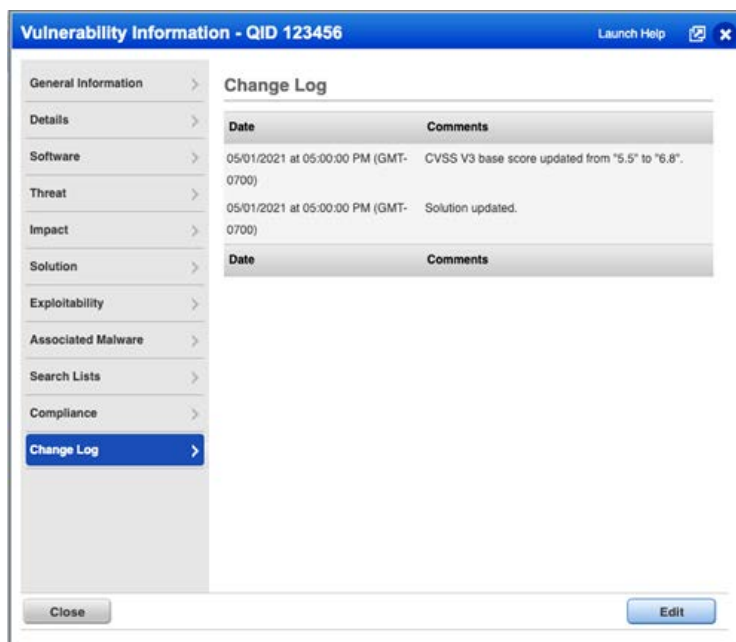 Vulnerability Information - QID 123456
Launch Help
General Information
Details
Software
Threat
Impact
Solution
Exploitability
Associated Malware
Search Lists
Compliance
Change Log
Change Log
Date Comments
05/01/2021 at 05:00:00 PM (GMT- CVSS V3 base score updated from "5.5" to "6.8".
0700)
05/01/2021 at 05:00:00 PM (GMT- Solution updated.
0700)
Date Comments
Close Edit